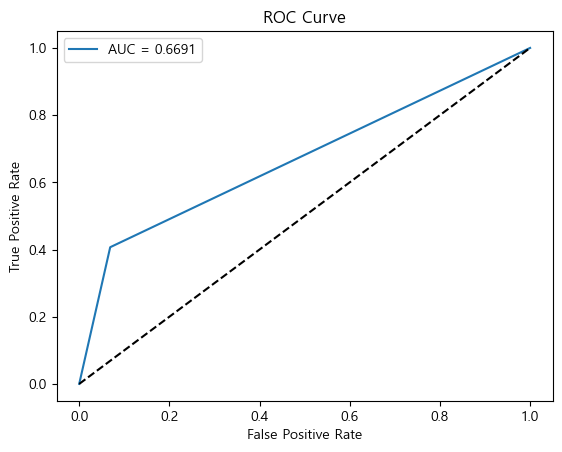 ROC Curve
AUC = 0.6691
1.0
0.8
0.6
0.4
0.2
0.0
True Positive Rate
0.0 0.2 0.4 0.6 0.8 1.0
False Positive Rate